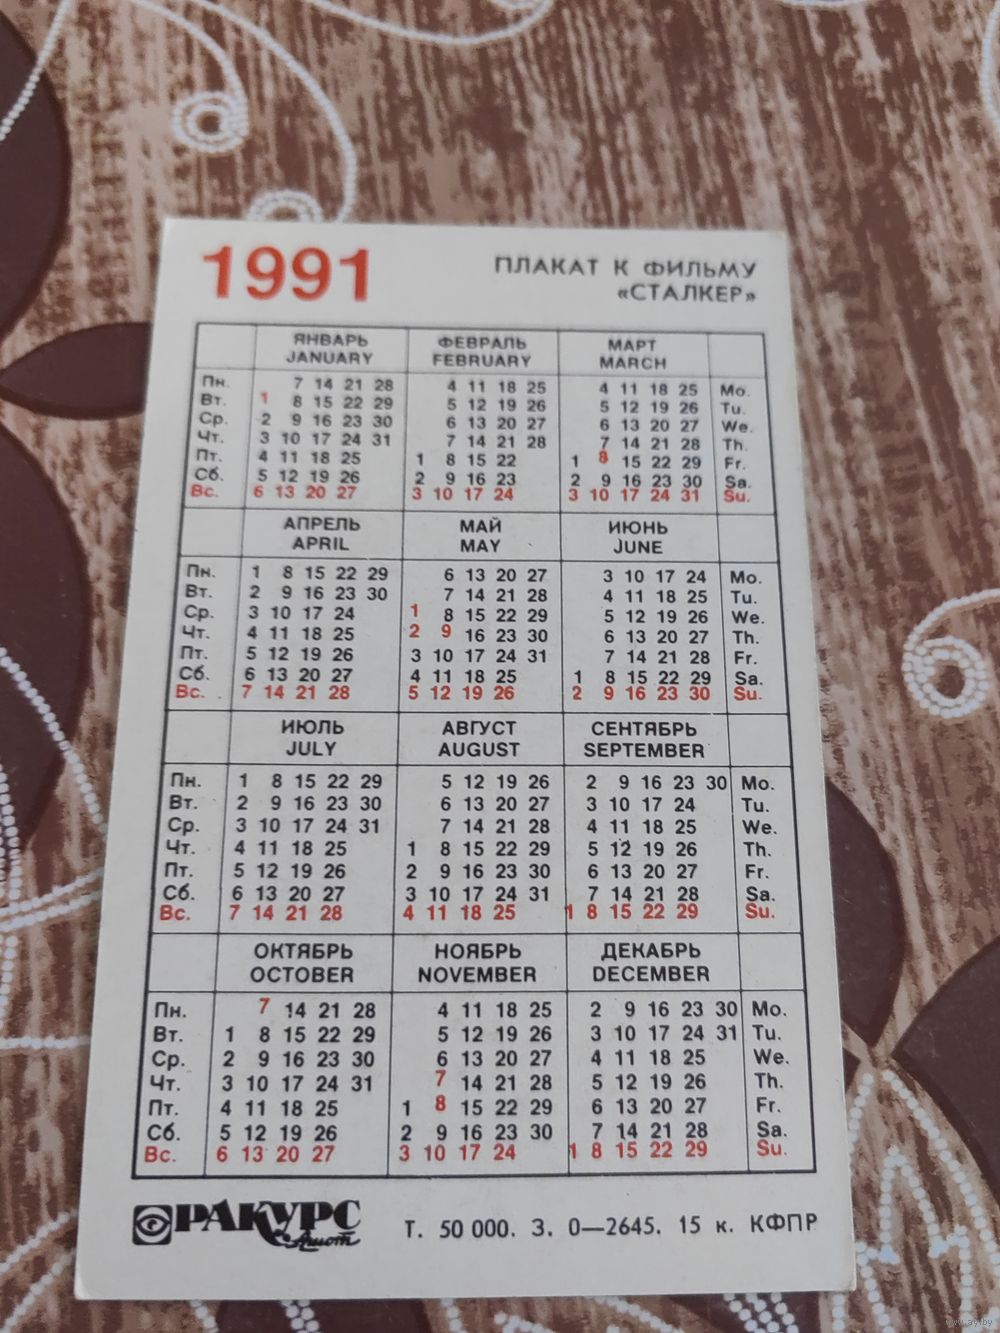 1991
ПЛАКАТ К ФИЛЬМУ
«СТАЛКЕР»
ЯНВАРЬ ФЕВРАЛЬ МАРТ
JANUARY FEBRUARY MARCH
Пн. 7 14 21 28 4 11 18 25 4 11 18 25 Mo.
Вт. 1 8 15 22 29 5 12 19 26 5 12 19 26 Tu.
Ср. 2 9 16 23 30 6 13 20 27 6 13 20 27 We.
Чт. 3 10 17 24 31 7 14 21 28 7 14 21 28 Th.
Пт. 4 11 18 25 1 8 15 22 1 8 15 22 29 Fr.
Сб. 5 12 19 26 2 9 16 23 2 9 16 23 30 Sa.
Вс. 6 13 20 27 3 10 17 24 3 10 17 24 31 Su.
АПРЕЛЬ МАЙ ИЮНЬ
APRIL MAY JUNE
Пн. 1 8 15 22 29 6 13 20 27 3 10 17 24 Mo.
Вт. 2 9 16 23 30 7 14 21 28 4 11 18 25 Tu.
Ср. 3 10 17 24 1 8 15 22 29 5 12 19 26 We.
Чт. 4 11 18 25 2 9 16 23 30 6 13 20 27 Th.
Пт. 5 12 19 26 3 10 17 24 31 7 14 21 28 Fr.
Сб. 6 13 20 27 4 11 18 25 1 8 15 22 29 Sa.
Вс. 7 14 21 28 5 12 19 26 2 9 16 23 30 Su.
ИЮЛЬ АВГУСТ СЕНТЯБРЬ
JULY AUGUST SEPTEMBER
Пн. 1 8 15 22 29 5 12 19 26 2 9 16 23 30 Mo.
Вт. 2 9 16 23 30 6 13 20 27 3 10 17 24 Tu.
Ср. 3 10 17 24 31 7 14 21 28 4 11 18 25 We.
Чт. 4 11 18 25 1 8 15 22 29 5 12 19 26 Th.
Пт. 5 12 19 26 2 9 16 23 30 6 13 20 27 Fr.
Сб. 6 13 20 27 3 10 17 24 31 7 14 21 28 Sa.
Вс. 7 14 21 28 4 11 18 25 1 8 15 22 29 Su.
ОКТЯБРЬ НОЯБРЬ ДЕКАБРЬ
OCTOBER NOVEMBER DECEMBER
Пн. 7 14 21 28 4 11 18 25 2 9 16 23 30 Mo.
Вт. 1 8 15 22 29 5 12 19 26 3 10 17 24 31 Tu.
Ср. 2 9 16 23 30 6 13 20 27 4 11 18 25 We.
Чт. 3 10 17 24 31 7 14 21 28 5 12 19 26 Th.
Пт. 4 11 18 25 1 8 15 22 29 6 13 20 27 Fr.
Сб. 5 12 19 26 2 9 16 23 30 7 14 21 28 Sa.
Вс. 6 13 20 27 3 10 17 24 1 8 15 22 29 Su.
РАКУРС
Т. 50 000. З. 0—2645. 15 к. КФПР
www.ay.by